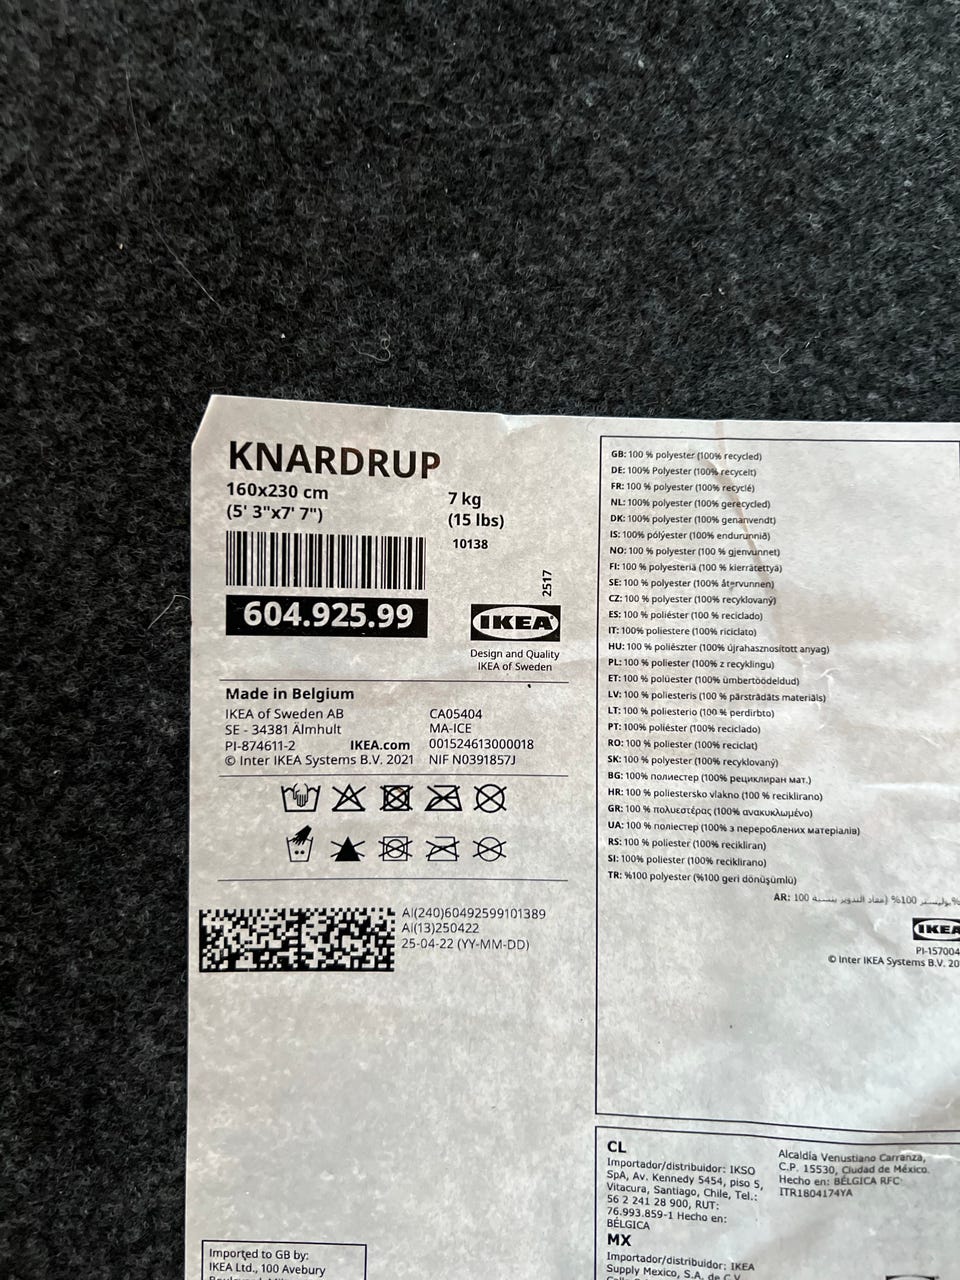 KNARDRUP
160x230 cm
(5' 3"x7' 7")
7 kg
(15 lbs)
10138
2517
604.925.99
IKEA
Design and Quality
IKEA of Sweden
Made in Belgium
IKEA of Sweden AB
SE - 34381 Älmhult
PI-874611-2 IKEA.com
© Inter IKEA Systems B.V. 2021
CA05404
MA-ICE
001524613000018
NIF N0391857J
AI(240)60492599101389
AI(13)250422
25-04-22 (YY-MM-DD)
Imported to GB by:
IKEA Ltd., 100 Avebury
GB: 100 % polyester (100% recycled)
DE: 100% Polyester (100% recycelt)
FR: 100 % polyester (100% recyclé)
NL: 100 % polyester (100% gerecycled)
DK: 100% polyester (100% genanvendt)
IS: 100% pólýester (100% endurunnið)
NO: 100 % polyester (100 % gjenvunnet)
FI: 100 % polyesteriä (100 % kierrätettyä)
SE: 100 % polyester (100% återvunnen)
CZ: 100 % polyester (100% recyklovaný)
ES: 100 % poliéster (100 % reciclado)
IT: 100% poliestere (100% riciclato)
HU: 100 % poliészter (100% újrahasznosított anyag)
PL: 100 % poliester (100% z recyklingu)
ET: 100 % polüester (100% ümbertöödeldud)
LV: 100 % poliesteris (100 % pārstrādāts materiāls)
LT: 100 % poliesterio (100 % perdirbto)
PT: 100% poliéster (100% reciclado)
RO: 100 % poliester (100% reciclat)
SK: 100 % polyester (100% recyklovaný)
BG: 100% полиестер (100% рециклиран мат.)
HR: 100 % poliestersko vlakno (100 % reciklirano)
GR: 100 % πολυεστέρας (100% ανακυκλωμένο)
UA: 100 % поліестер (100% з перероблених матеріалів)
RS: 100 % poliester (100% recikliran)
SI: 100% poliester (100% reciklirano)
TR: %100 polyester (%100 geri dönüşümlü)
AR: 100 %بوليستر 100% (معاد التدوير بنسبة
IKEA
PI-157004
© Inter IKEA Systems B.V. 20
CL
Importador/distribuidor: IKSO
SpA, Av. Kennedy 5454, piso 5,
Vitacura, Santiago, Chile, Tel.:
56 2 241 28 900, RUT:
76.993.859-1 Hecho en:
BÉLGICA
MX
Importador/distribuidor: IKEA
Supply Mexico, S.A. de C.V.
Alcaldía Venustiano Carranza,
C.P. 15530, Ciudad de México.
Hecho en: BÉLGICA RFC:
ITR1804174YA